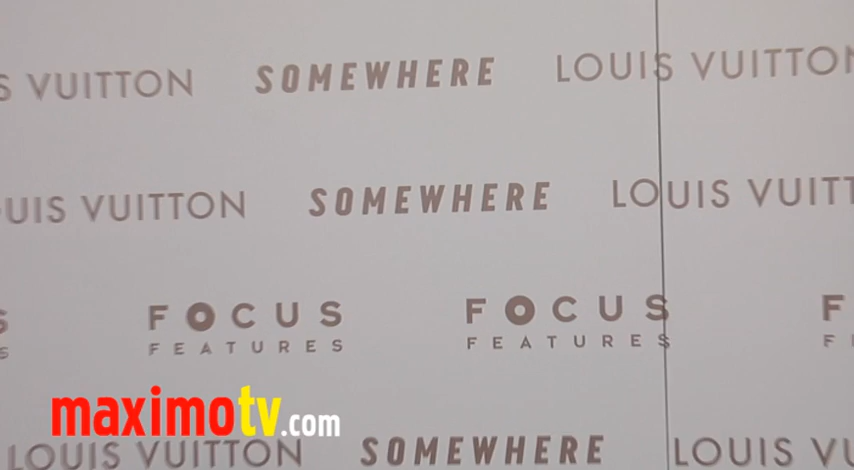 S VUITTON SOMEWHERE LOUIS VUITTON
OUIS VUITTON SOMEWHERE LOUIS VUITT
S FOCUS FOCUS F
S FEATURES FEATURES F
maximotv.com
LOUIS VUITTON SOMEWHERE LOUIS VU